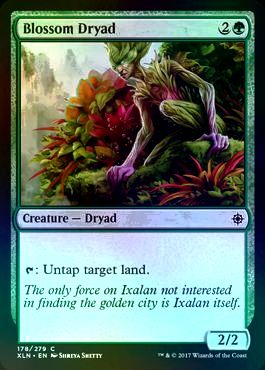 Blossom Dryad 2
Creature — Dryad
: Untap target land.
The only force on Ixalan not interested
in finding the golden city is Ixalan itself.
2/2
178/279 C
XLN • EN SHREYA SHETTY
™ & © 2017 Wizards of the Coast